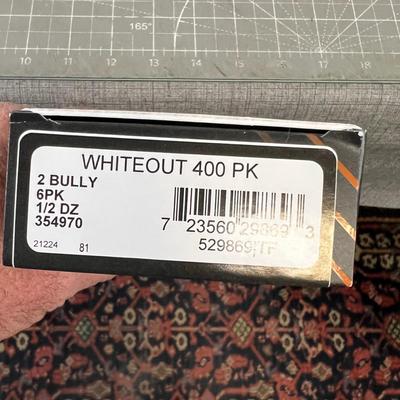 165°
10 11 12 13 14 15 16 17 18
WHITEOUT 400 PK
2 BULLY
6PK
1/2 DZ
354970
7 23560 29869 3
529869,TF
21224 81